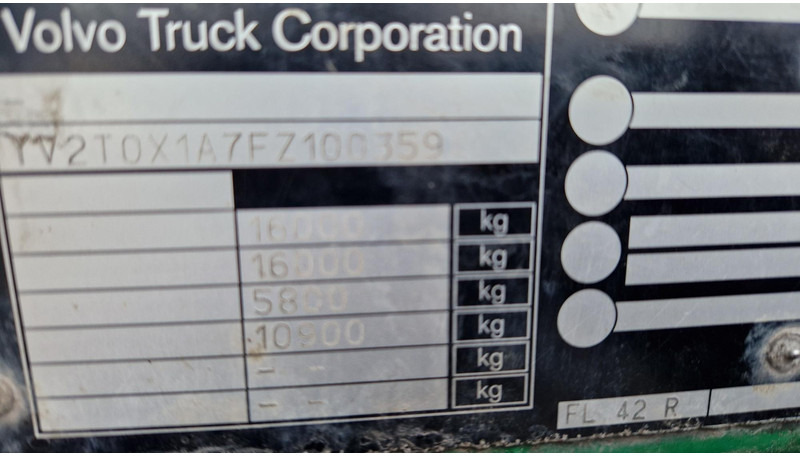 Volvo Truck Corporation
YV2T0X1A7FZ100359
16000 kg
16000 kg
5800 kg
10900 kg
- - kg
- - kg
FL 42 R